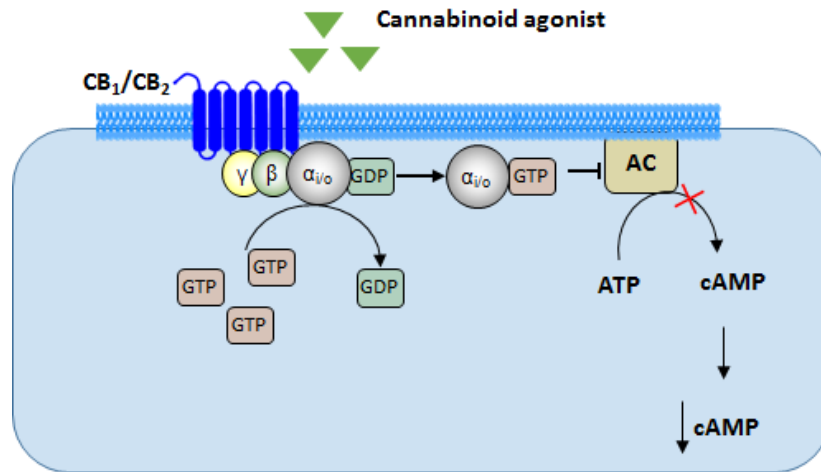 Cannabinoid agonist
CB₁/CB₂
γ
β
αi/o
GDP
αi/o
GTP
AC
GTP
GTP
GTP
GDP
ATP
cAMP
cAMP